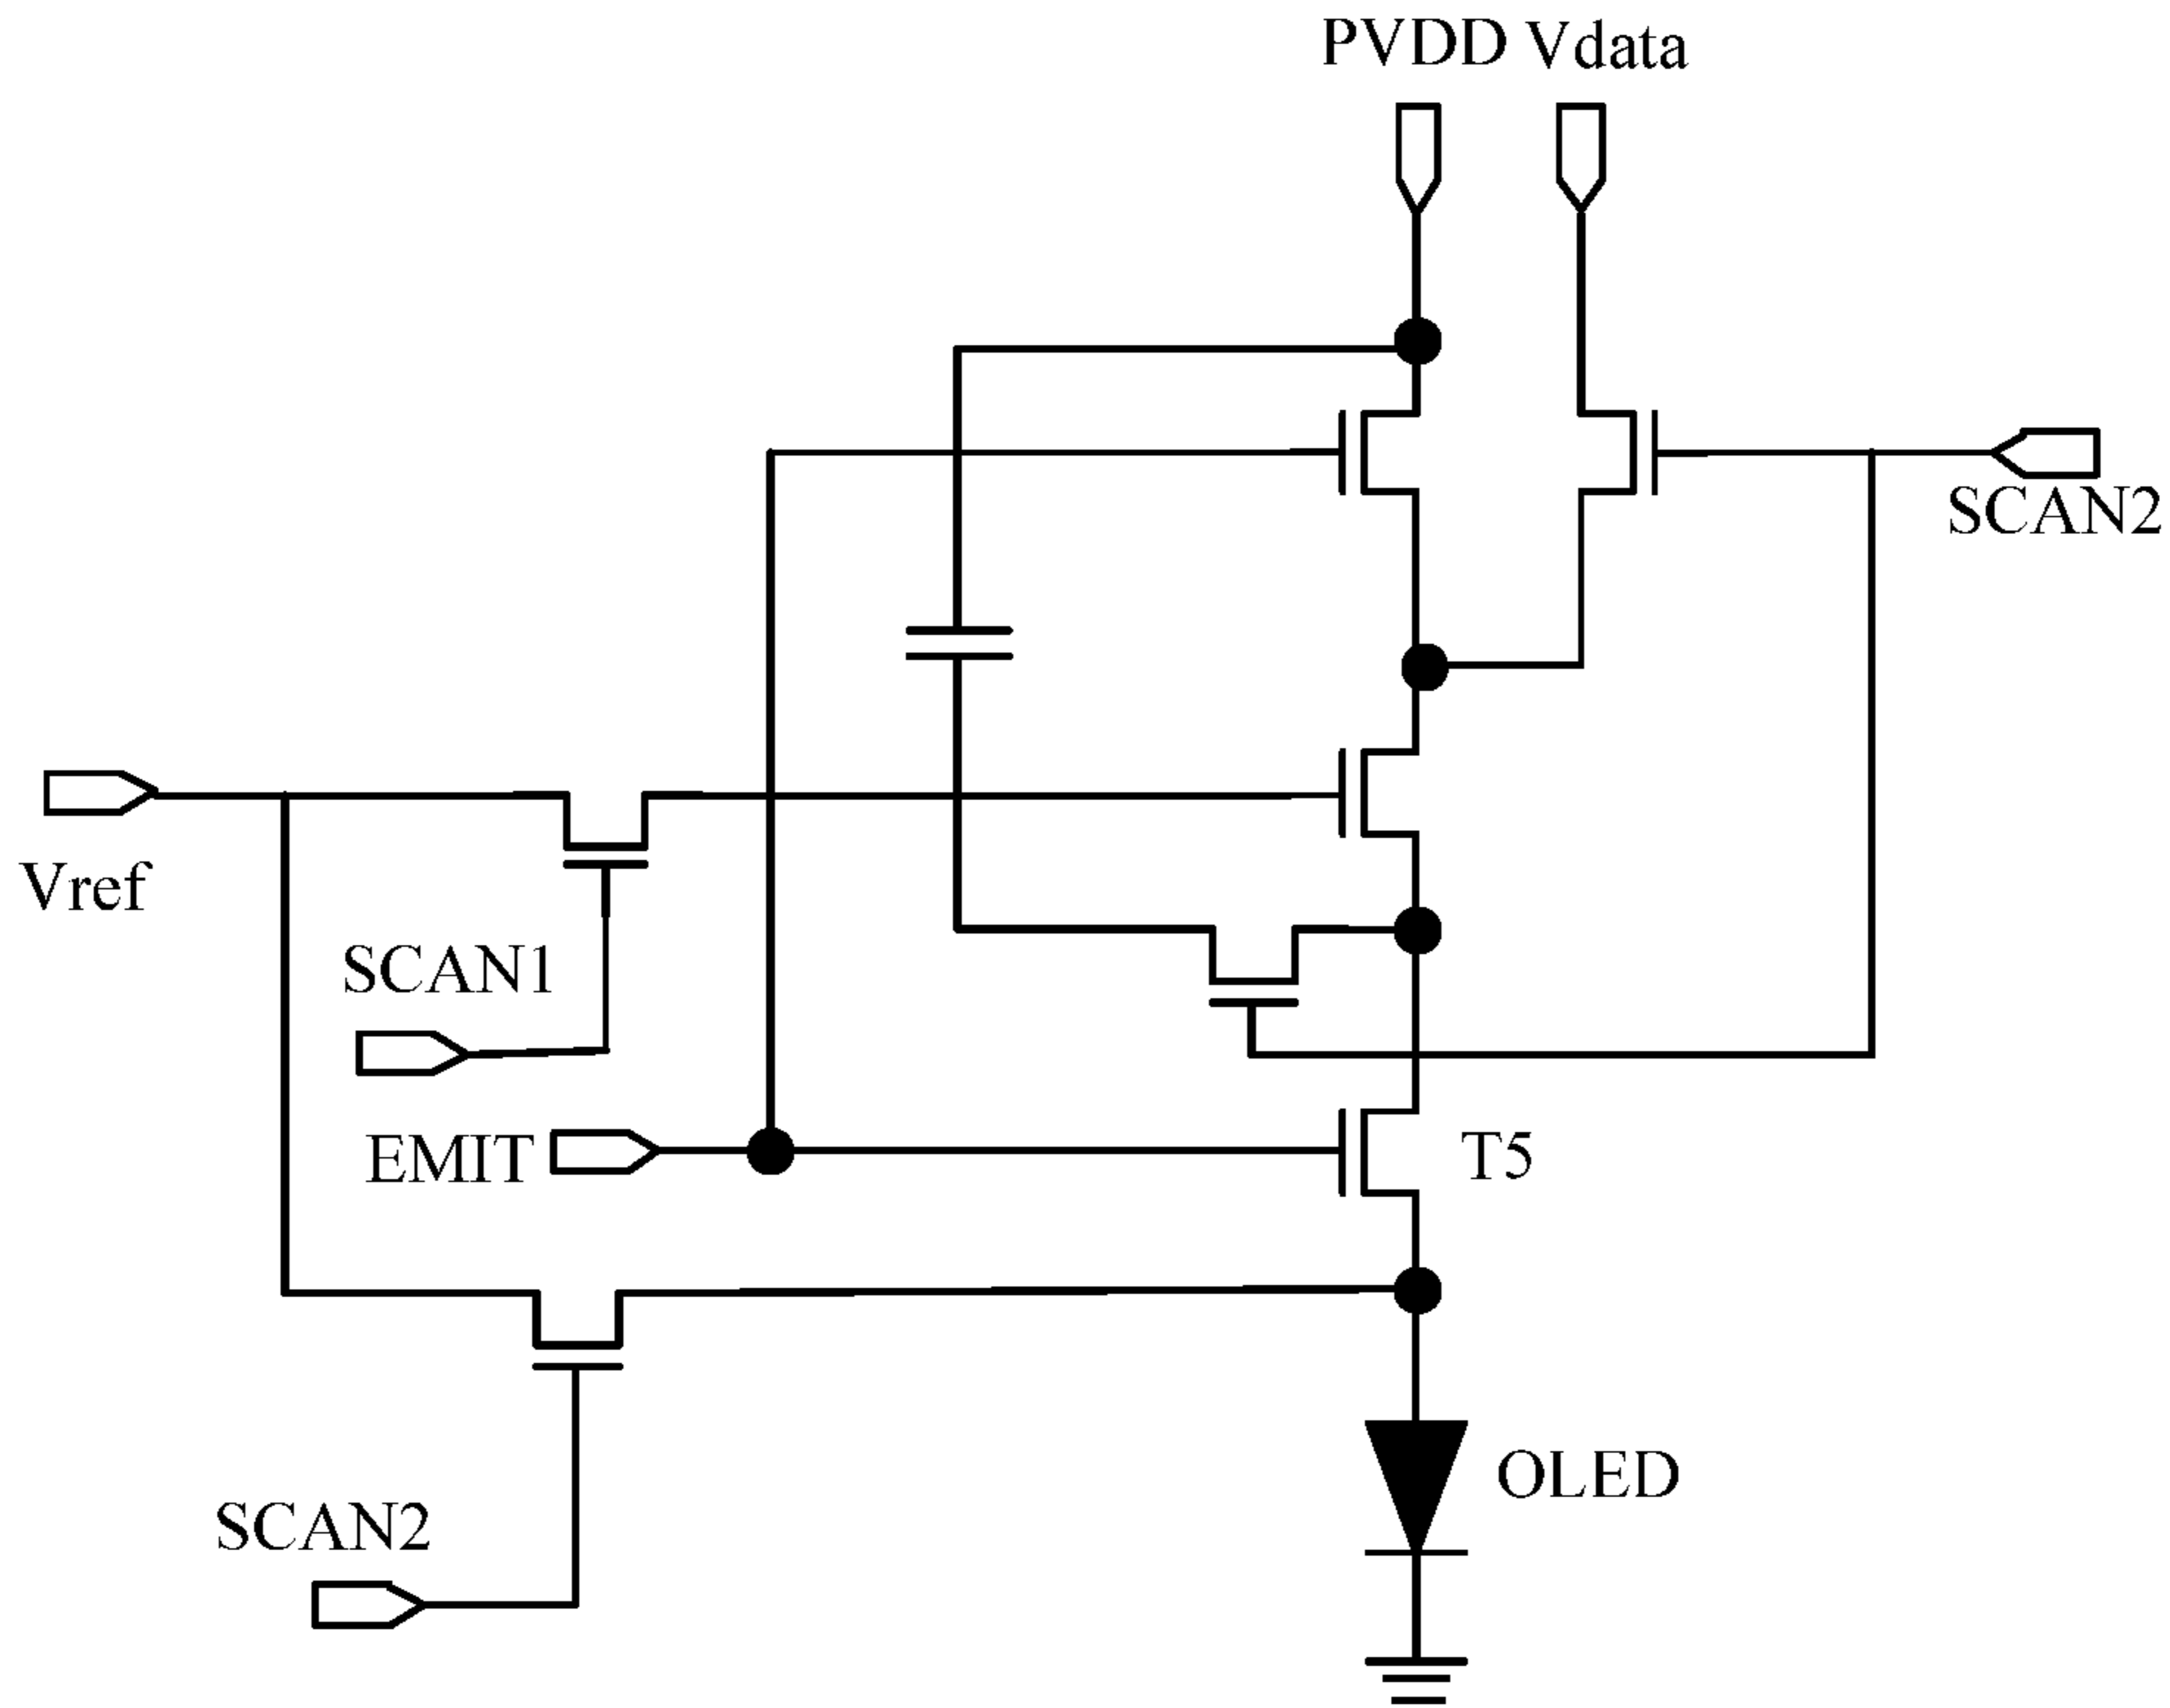 PVDD Vdata
SCAN2
Vref
SCAN1
EMIT
T5
OLED
SCAN2